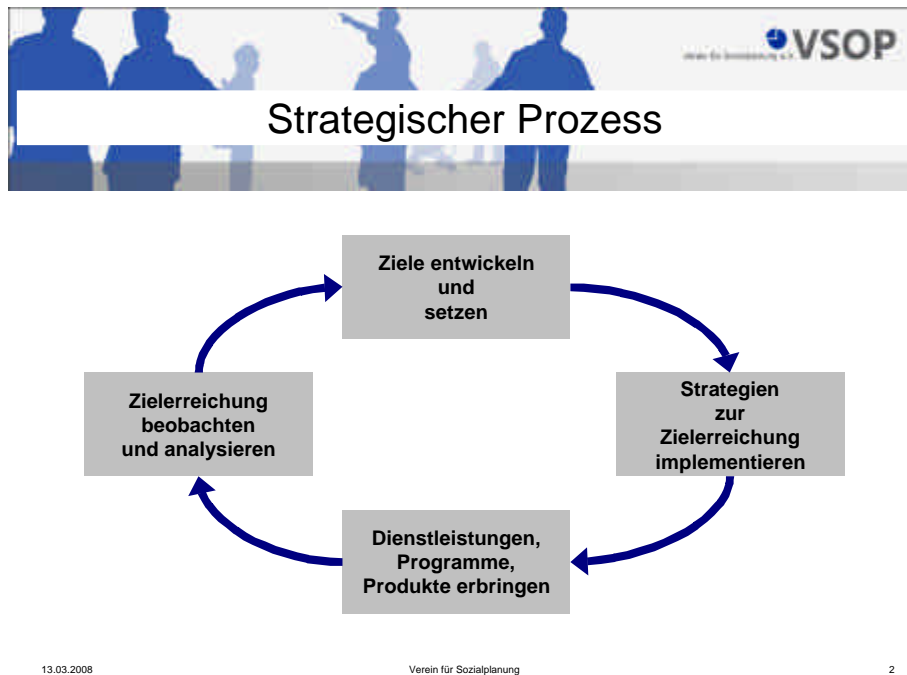 VSOP
Strategischer Prozess
Ziele entwickeln
und
setzen
Strategien
zur
Zielerreichung
implementieren
Zielerreichung
beobachten
und analysieren
Dienstleistungen,
Programme,
Produkte erbringen
13.03.2008
Verein für Sozialplanung
2